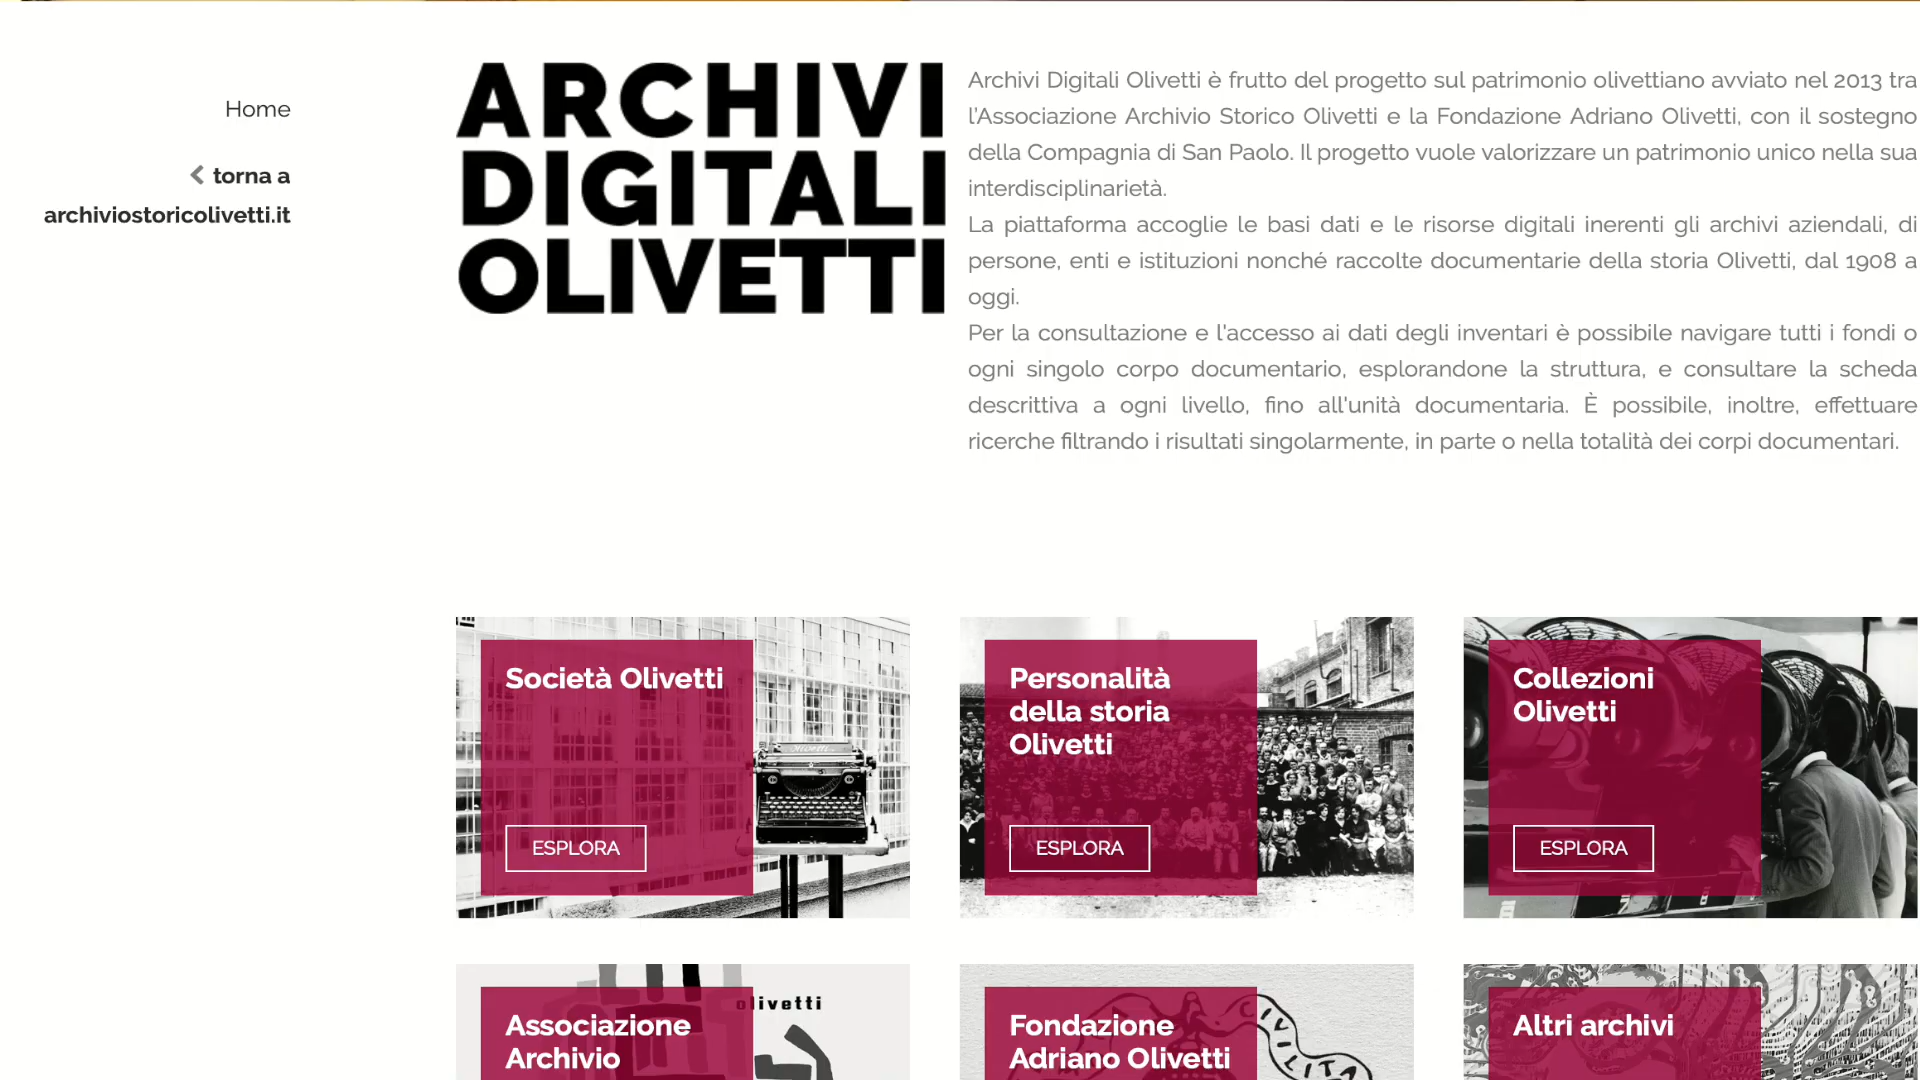 Home
torna a
archiviostoricolivetti.it
ARCHIVI
DIGITALI
OLIVETTI
Archivi Digitali Olivetti è frutto del progetto sul patrimonio olivettiano avviato nel 2013 tra
l'Associazione Archivio Storico Olivetti e la Fondazione Adriano Olivetti, con il sostegno
della Compagnia di San Paolo. Il progetto vuole valorizzare un patrimonio unico nella sua
interdisciplinarietà.
La piattaforma accoglie le basi dati e le risorse digitali inerenti gli archivi aziendali, di
persone, enti e istituzioni nonché raccolte documentarie della storia Olivetti, dal 1908 a
oggi.
Per la consultazione e l'accesso ai dati degli inventari è possibile navigare tutti i fondi o
ogni singolo corpo documentario, esplorandone la struttura, e consultare la scheda
descrittiva a ogni livello, fino all'unità documentaria. È possibile, inoltre, effettuare
ricerche filtrando i risultati singolarmente, in parte o nella totalità dei corpi documentari.
Società Olivetti
Olivetti
ESPLORA
Personalità
della storia
Olivetti
ESPLORA
Collezioni
Olivetti
ESPLORA
olivetti
Associazione
Archivio
CIVILTA
Fondazione
Adriano Olivetti
Altri archivi